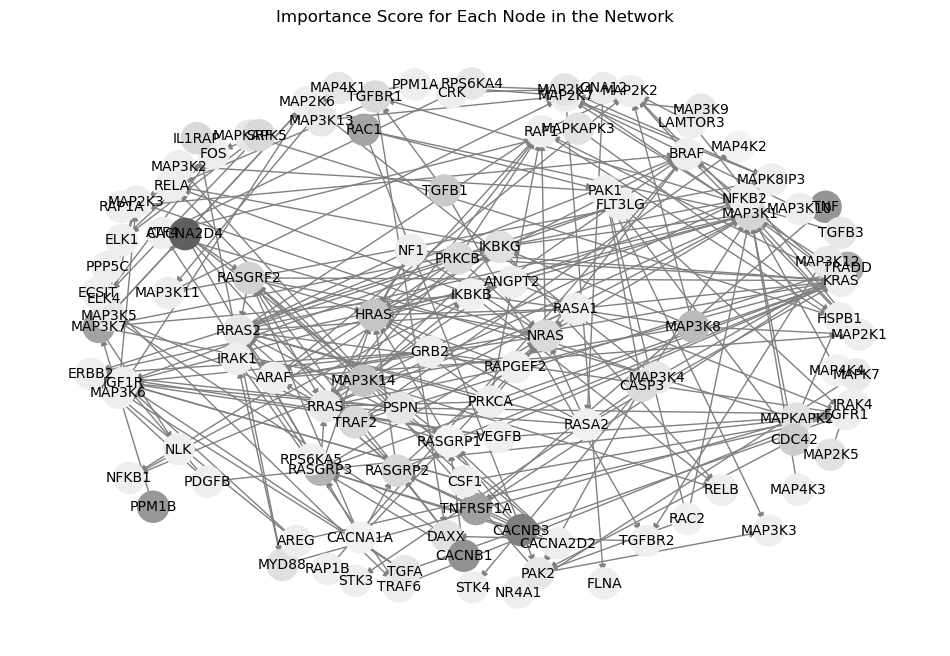 Importance Score for Each Node in the Network
MAP4K1
PPM1A
RPS6KA4
MAP2K4
GNA12
MAP2K2
MAP2K6
TGFBR1
CRK
MAP2K7
MAP3K9
LAMTOR3
MAP3K13
RAC1
RAP1
MAPKAPK3
IL1RAP
FOS
BRAF
MAP4K2
MAP3K2
RELA
TGFB1
PAK1
MAPK8IP3
FLT3LG
NFKB2
MAP2K3
RAP1A
MAP3K1
MAP3K10
TNF
TGFB3
ELK1
ATF4
CACNA2D4
NF1
IKBKG
PRKCB
PPP5C
MAP3K12
TRADD
KRAS
RASGRF2
ANGPT2
ECSIT
ELK4
MAP3K11
IKBKB
RASA1
MAP3K5
MAP3K7
HRAS
HSPB1
RRAS2
NRAS
MAP3K8
MAP2K1
IRAK1
GRB2
RAPGEF2
ERBB2
IGF1R
MAP3K6
ARAF
MAP3K14
MAP3K4
CASP3
MAP4K4
MAPK7
RRAS
PSPN
PRKCA
IRAK4
FGFR1
TRAF2
RASA2
MAPKAPK2
NLK
RASGRP1
VEGFB
CDC42
MAP2K5
RPS6KA5
RASGRP3
RASGRP2
NFKB1
PDGFB
CSF1
RELB
MAP4K3
PPM1B
TNFRSF1A
RAC2
AREG
CACNA1A
DAXX
CACNB3
CACNA2D2
TGFBR2
MAP3K3
MYD88
RAP1B
CACNB1
STK3
TGFA
TRAF6
STK4
PAK2
NR4A1
FLNA